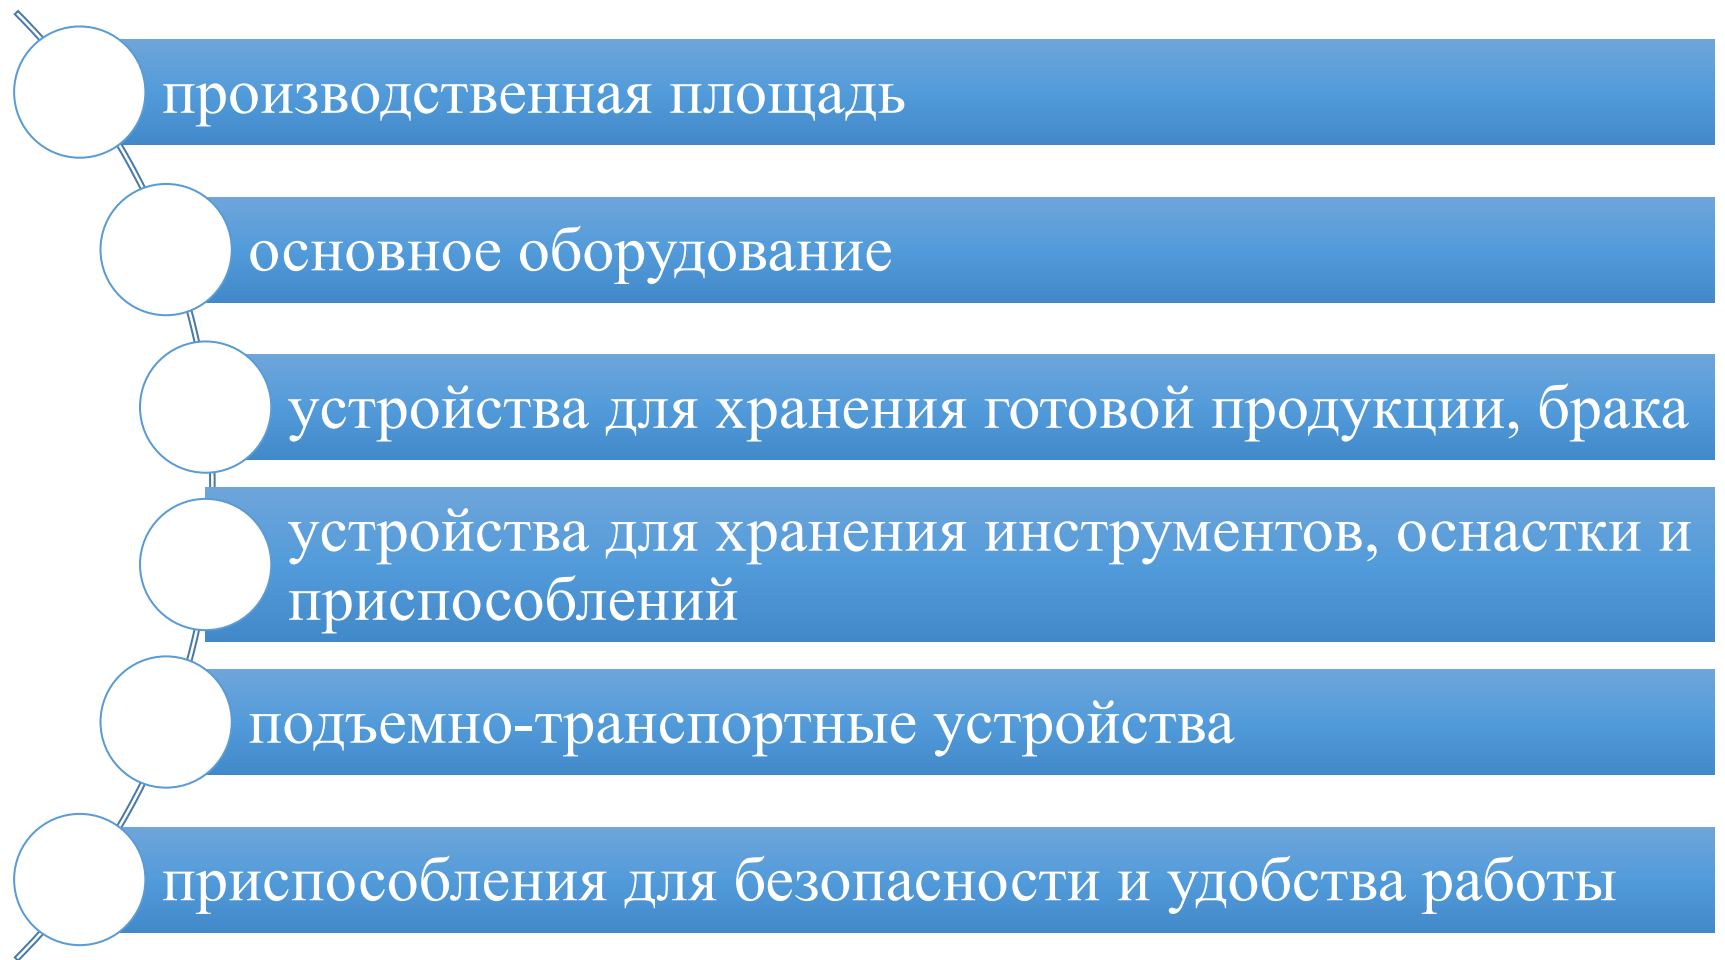 производственная площадь
основное оборудование
устройства для хранения готовой продукции, брака
устройства для хранения инструментов, оснастки и
приспособлений
подъемно-транспортные устройства
приспособления для безопасности и удобства работы